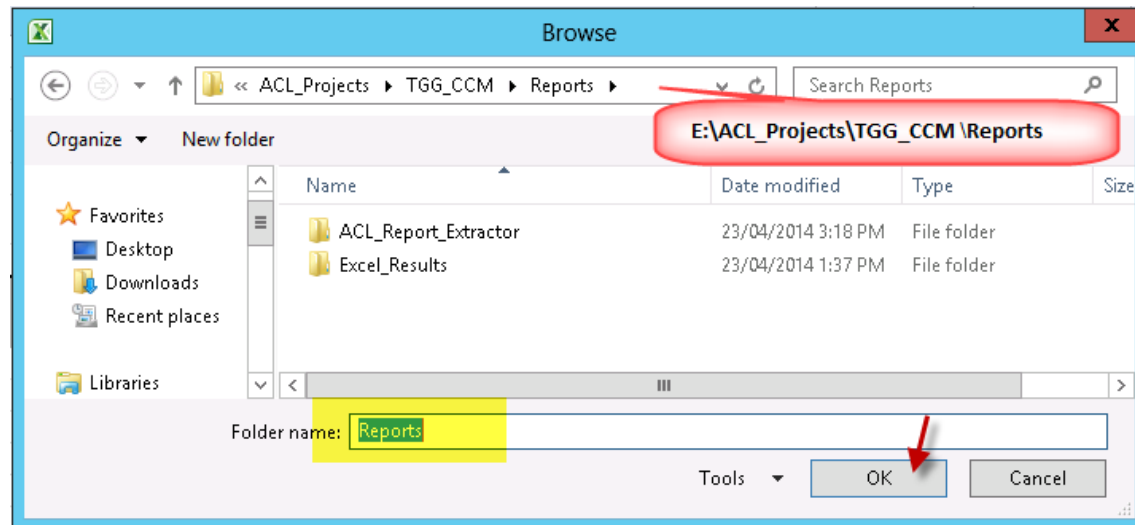 Browse
x
« ACL_Projects ▸ TGG_CCM ▸ Reports ▸ Search Reports
E:\ACL_Projects\TGG_CCM \Reports
Organize New folder
Name Date modified Type Size
Favorites
Desktop
Downloads
Recent places
Libraries
ACL_Report_Extractor 23/04/2014 3:18 PM File folder
Excel_Results 23/04/2014 1:37 PM File folder
Folder name: Reports
Tools OK Cancel